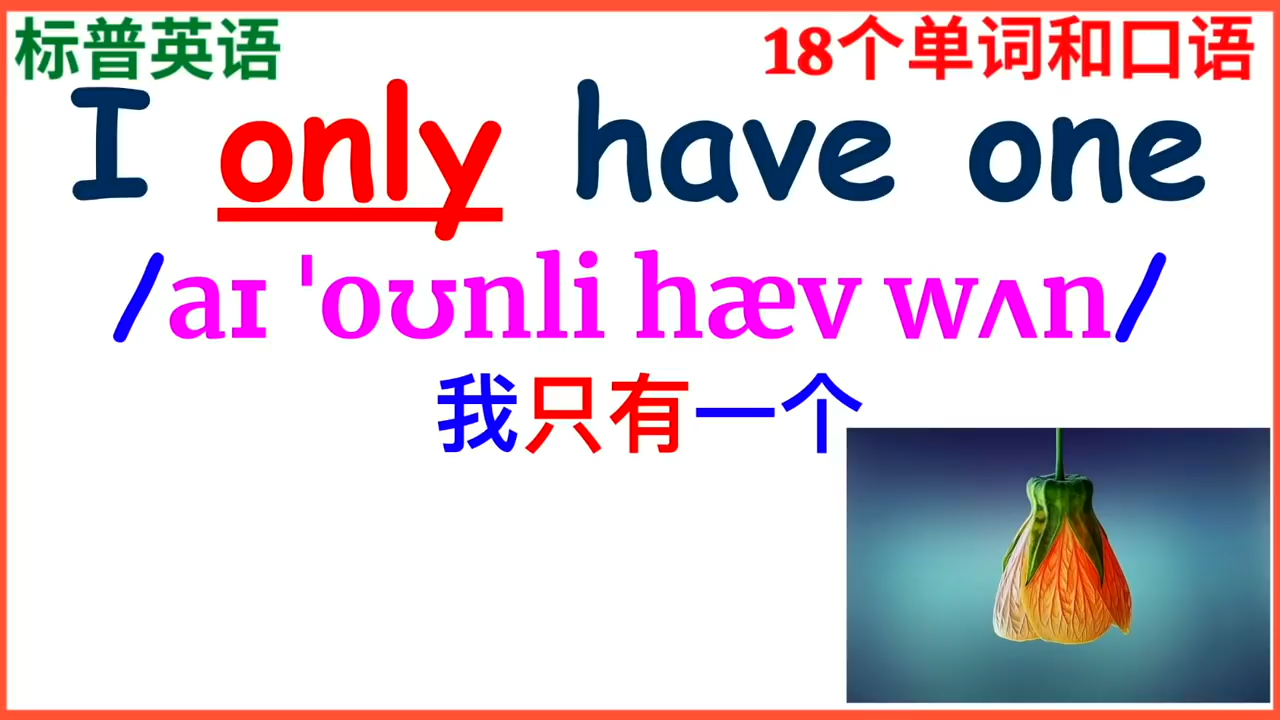 标普英语
18个单词和口语
I only have one
/aɪ ˈoʊnli hæv wʌn/
我只有一个